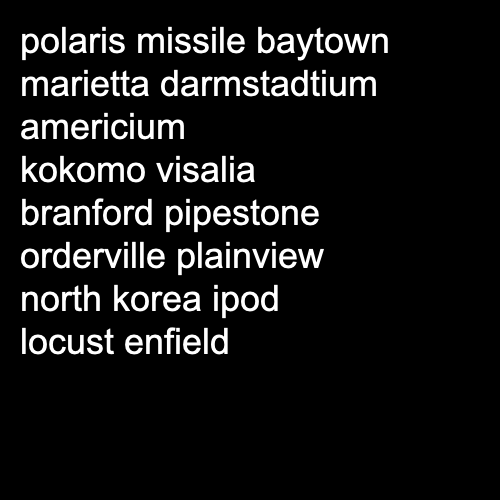 polaris missile baytown
marietta darmstadtium
americium
kokomo visalia
branford pipestone
orderville plainview
north korea ipod
locust enfield